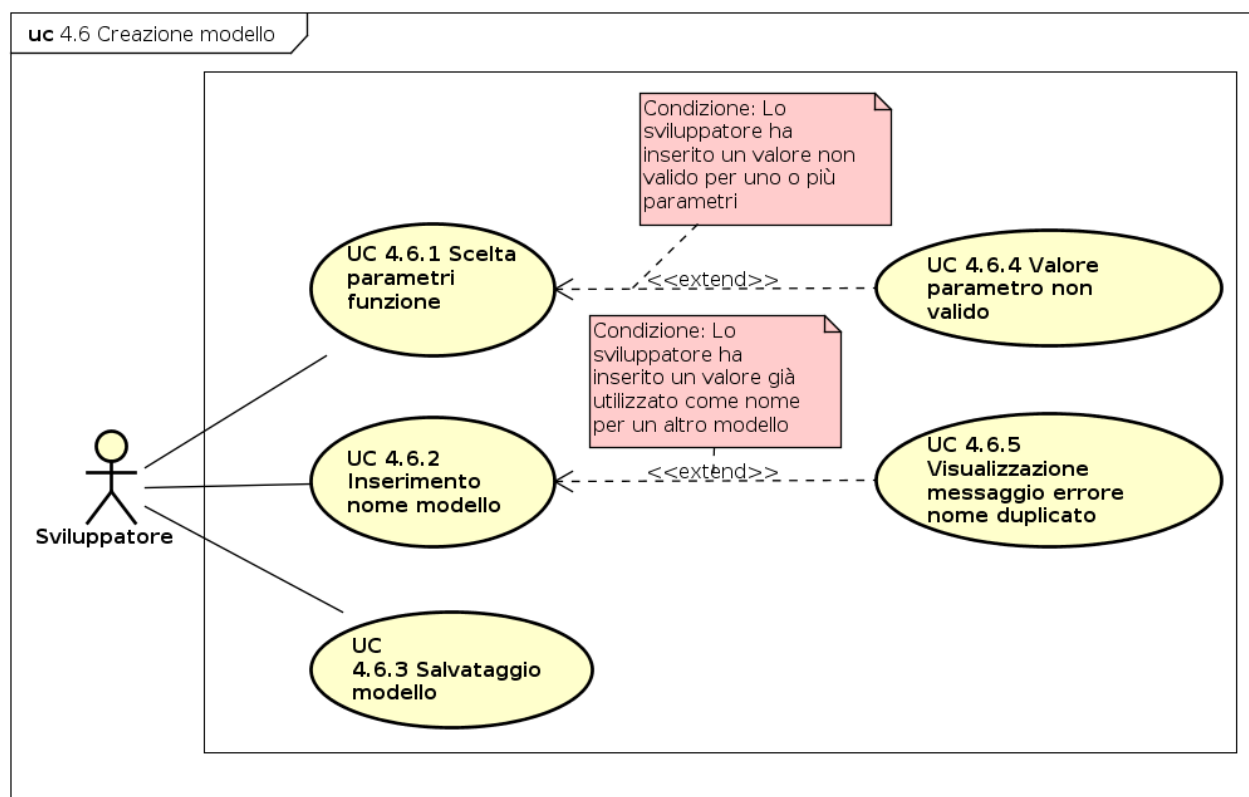 uc 4.6 Creazione modello
Condizione: Lo
sviluppatore ha
inserito un valore non
valido per uno o più
parametri
UC 4.6.1 Scelta
parametri
funzione
<<extend>>
UC 4.6.4 Valore
parametro non
valido
Condizione: Lo
sviluppatore ha
inserito un valore già
utilizzato come nome
per un altro modello
UC 4.6.2
Inserimento
nome modello
<<extend>>
UC 4.6.5
Visualizzazione
messaggio errore
nome duplicato
Sviluppatore
UC
4.6.3 Salvataggio
modello